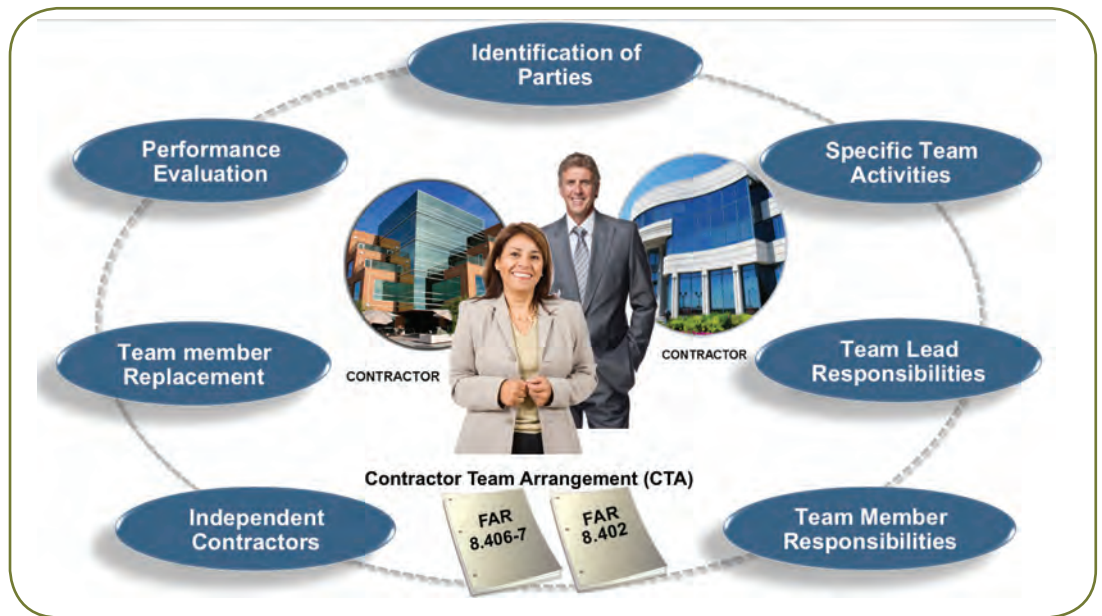 Identification of
Parties
Performance
Evaluation
Specific Team
Activities
Team member
Replacement
CONTRACTOR
CONTRACTOR
Team Lead
Responsibilities
Contractor Team Arrangement (CTA)
Independent
Contractors
FAR
8.406-7
FAR
8.402
Team Member
Responsibilities